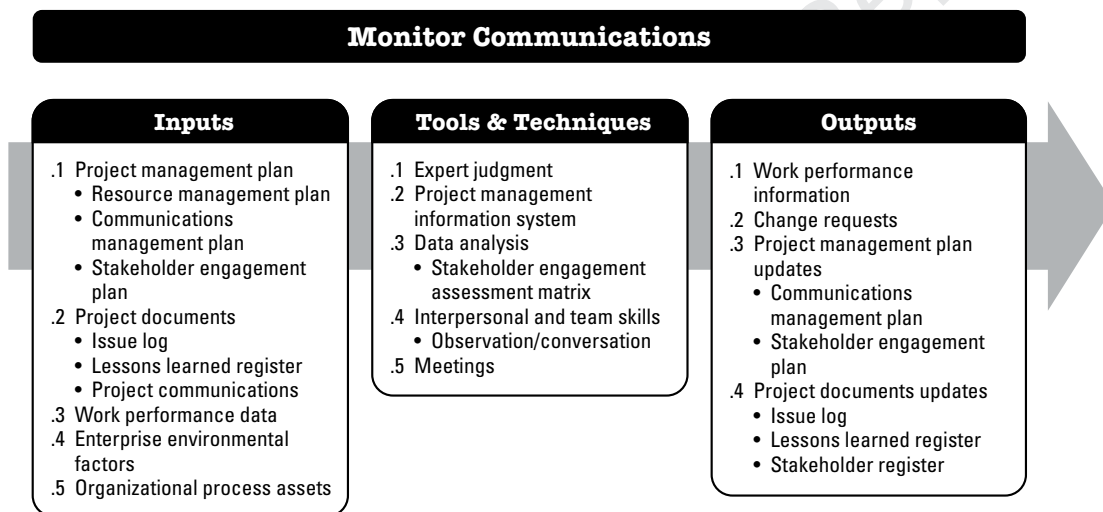 Monitor Communications
Inputs
.1 Project management plan
• Resource management plan
• Communications
management plan
• Stakeholder engagement
plan
.2 Project documents
• Issue log
• Lessons learned register
• Project communications
.3 Work performance data
.4 Enterprise environmental
factors
.5 Organizational process assets
Tools & Techniques
.1 Expert judgment
.2 Project management
information system
.3 Data analysis
• Stakeholder engagement
assessment matrix
.4 Interpersonal and team skills
• Observation/conversation
.5 Meetings
Outputs
.1 Work performance
information
.2 Change requests
.3 Project management plan
updates
• Communications
management plan
• Stakeholder engagement
plan
.4 Project documents updates
• Issue log
• Lessons learned register
• Stakeholder register